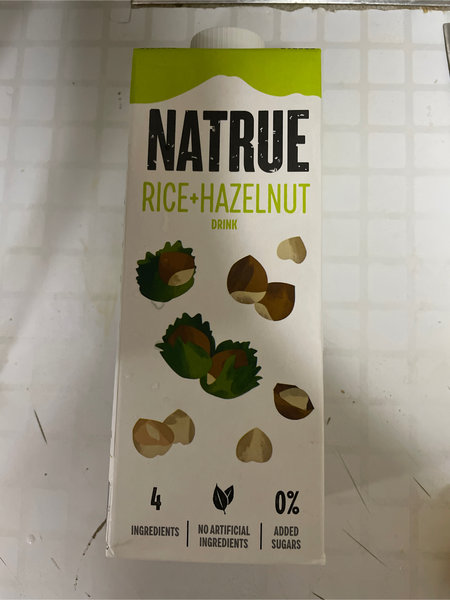 NATRUE
RICE+HAZELNUT
DRINK
4
INGREDIENTS
NO ARTIFICIAL
INGREDIENTS
0%
ADDED
SUGARS